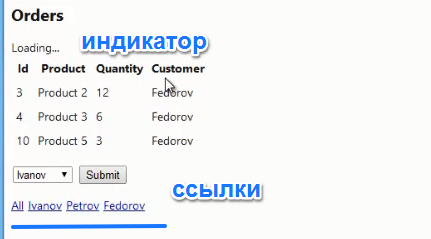 Orders
Loading...
индикатор
Id Product Quantity Customer
3 Product 2 12 Fedorov
4 Product 3 6 Fedorov
10 Product 5 3 Fedorov
Ivanov Submit
ссылки
All Ivanov Petrov Fedorov